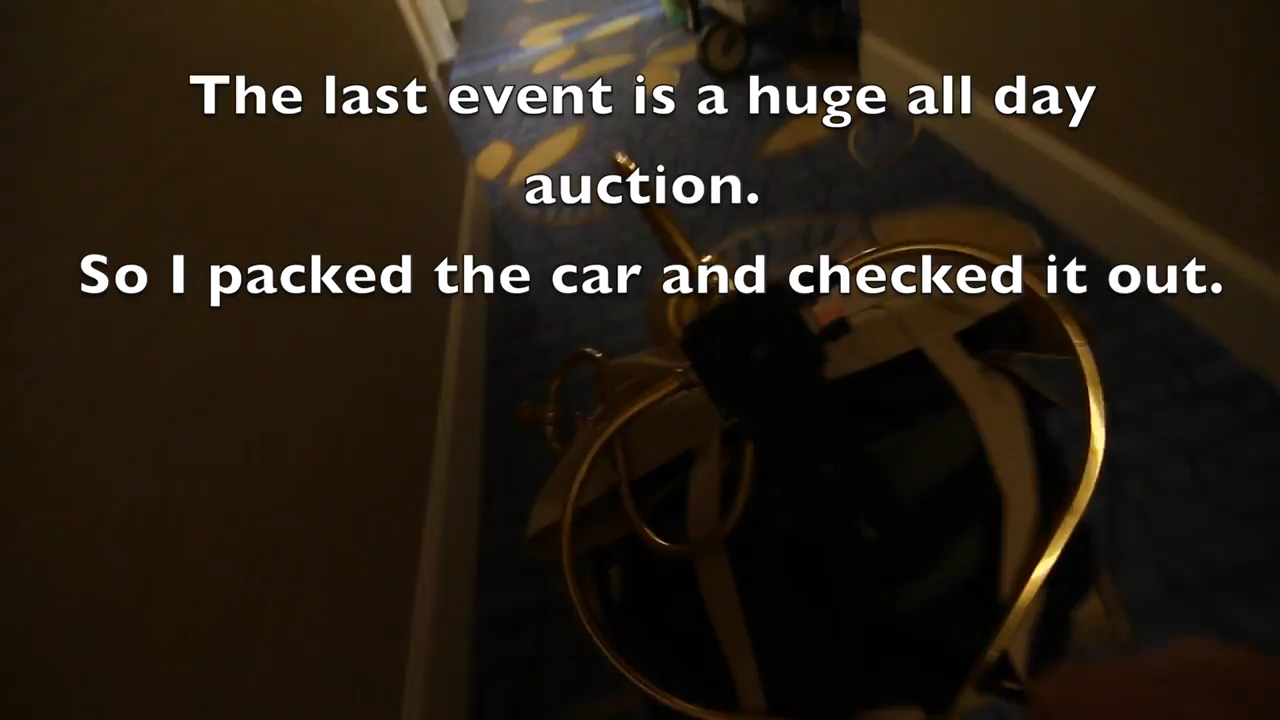 The last event is a huge all day
auction.
So I packed the car and checked it out.